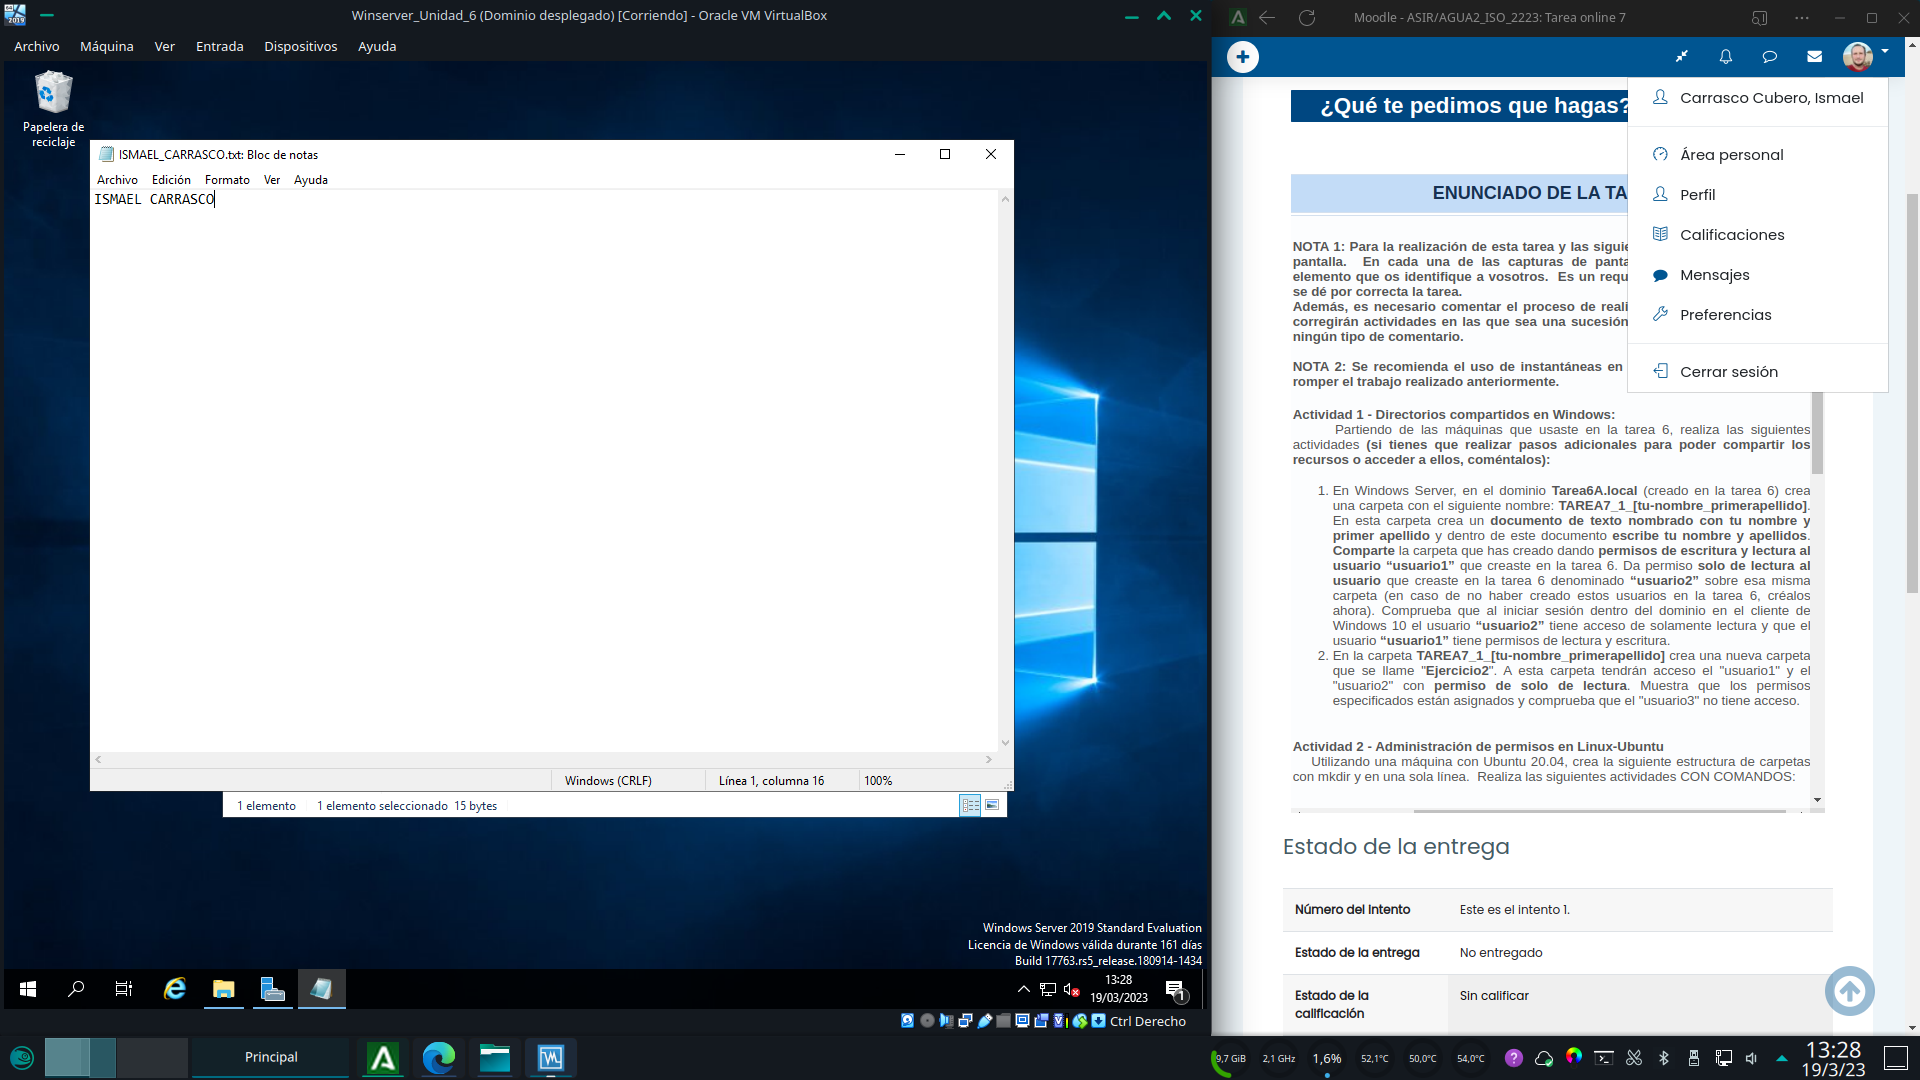 Winserver_Unidad_6 (Dominio desplegado) [Corriendo] - Oracle VM VirtualBox
Archivo Máquina Ver Entrada Dispositivos Ayuda
Papelera de
reciclaje
ISMAEL_CARRASCO.txt: Bloc de notas
Archivo Edición Formato Ver Ayuda
ISMAEL CARRASCO
Windows (CRLF) Línea 1, columna 16 100%
1 elemento 1 elemento seleccionado 15 bytes
Windows Server 2019 Standard Evaluation
Licencia de Windows válida durante 161 días
Build 17763.rs5_release.180914-1434
13:28
19/03/2023
1
Ctrl Derecho
Moodle - ASIR/AGUA2_ISO_2223: Tarea online 7
¿Qué te pedimos que hagas?
Carrasco Cubero, Ismael
Área personal
Perfil
Calificaciones
Mensajes
Preferencias
Cerrar sesión
ENUNCIADO DE LA TA
NOTA 1: Para la realización de esta tarea y las siguie
pantalla. En cada una de las capturas de panta
elemento que os identifique a vosotros. Es un requ
se dé por correcta la tarea.
Además, es necesario comentar el proceso de reali
corregirán actividades en las que sea una sucesión
ningún tipo de comentario.
NOTA 2: Se recomienda el uso de instantáneas en
romper el trabajo realizado anteriormente.
Actividad 1 - Directorios compartidos en Windows:
Partiendo de las máquinas que usaste en la tarea 6, realiza las siguientes
actividades (si tienes que realizar pasos adicionales para poder compartir los
recursos o acceder a ellos, coméntalos):
1. En Windows Server, en el dominio Tarea6A.local (creado en la tarea 6) crea
una carpeta con el siguiente nombre: TAREA7_1_[tu-nombre_primerapellido].
En esta carpeta crea un documento de texto nombrado con tu nombre y
primer apellido y dentro de este documento escribe tu nombre y apellidos.
Comparte la carpeta que has creado dando permisos de escritura y lectura al
usuario “usuario1” que creaste en la tarea 6. Da permiso solo de lectura al
usuario que creaste en la tarea 6 denominado “usuario2” sobre esa misma
carpeta (en caso de no haber creado estos usuarios en la tarea 6, créalos
ahora). Comprueba que al iniciar sesión dentro del dominio en el cliente de
Windows 10 el usuario “usuario2” tiene acceso de solamente lectura y que el
usuario “usuario1” tiene permisos de lectura y escritura.
2. En la carpeta TAREA7_1_[tu-nombre_primerapellido] crea una nueva carpeta
que se llame "Ejercicio2". A esta carpeta tendrán acceso el "usuario1" y el
"usuario2" con permiso de solo de lectura. Muestra que los permisos
especificados están asignados y comprueba que el "usuario3" no tiene acceso.
Actividad 2 - Administración de permisos en Linux-Ubuntu
Utilizando una máquina con Ubuntu 20.04, crea la siguiente estructura de carpetas
con mkdir y en una sola línea. Realiza las siguientes actividades CON COMANDOS:
Estado de la entrega
Número del intento Este es el intento 1.
Estado de la entrega No entregado
Estado de la
calificación
Sin calificar
Principal
9,7 GiB 2,1 GHz 1,6% 52,1°C 50,0°C 54,0°C
13:28
19/3/23